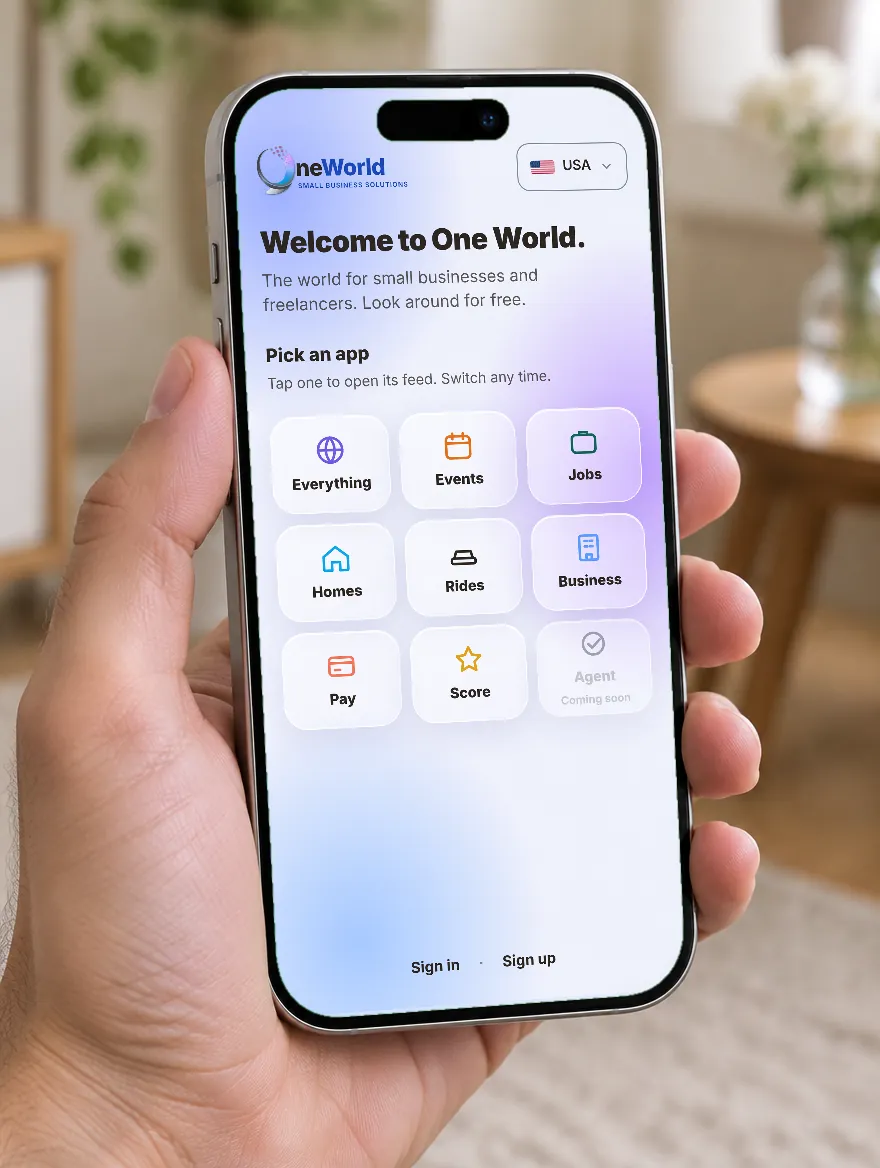 OneWorld
SMALL BUSINESS SOLUTIONS
USA
Welcome to One World.
The world for small businesses and
freelancers. Look around for free.
Pick an app
Tap one to open its feed. Switch any time.
Everything
Events
Jobs
Homes
Rides
Business
Pay
Score
Agent
Coming soon
Sign in · Sign up